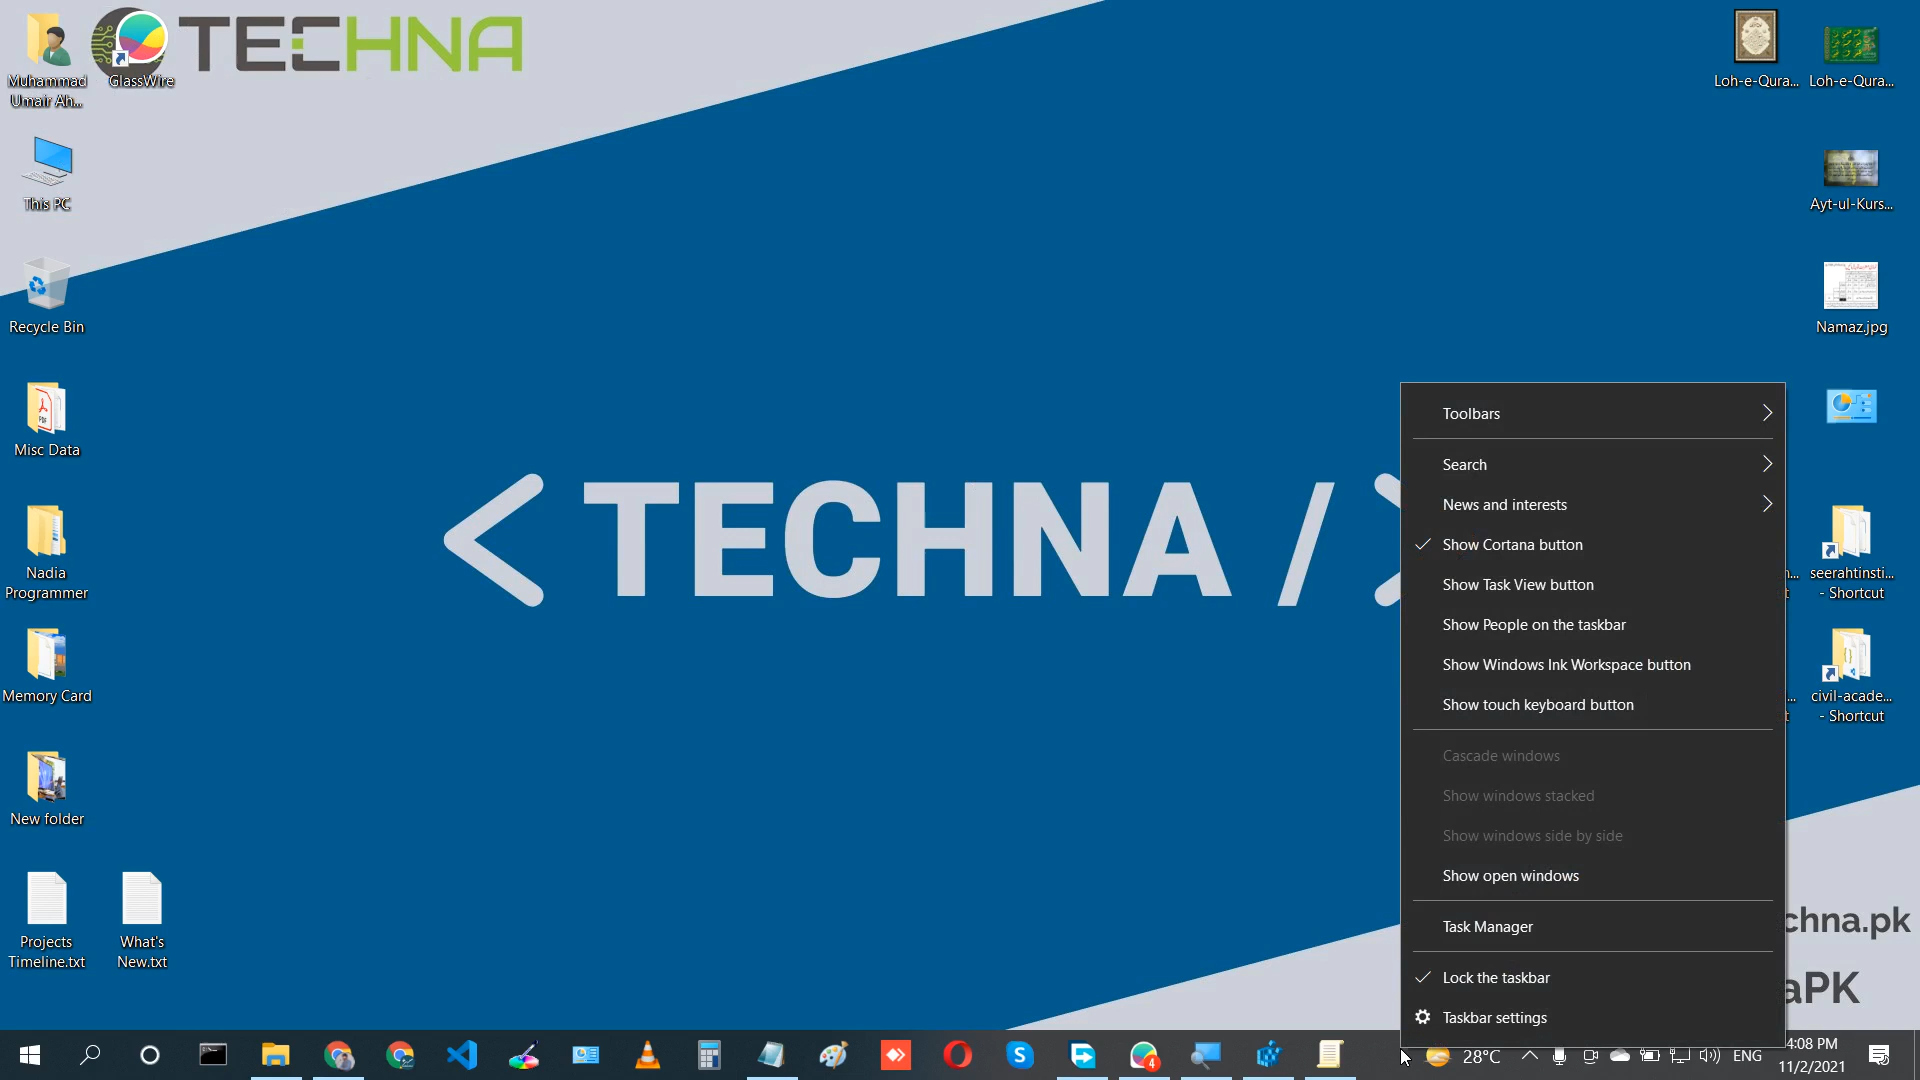 TECHNA
Muhammad
Umair Ah...
GlassWire
This PC
Recycle Bin
Misc Data
Nadia
Programmer
Memory Card
New folder
Projects
Timeline.txt
What's
New.txt
< TECHNA / >
Loh-e-Qura...
Loh-e-Qura...
Ayt-ul-Kurs...
Namaz.jpg
seerahtinsti...
- Shortcut
civil-acade...
- Shortcut
Toolbars
Search
News and interests
Show Cortana button
Show Task View button
Show People on the taskbar
Show Windows Ink Workspace button
Show touch keyboard button
Cascade windows
Show windows stacked
Show windows side by side
Show open windows
Task Manager
Lock the taskbar
Taskbar settings
chna.pk
aPK
4
28°C
ENG
4:08 PM
11/2/2021